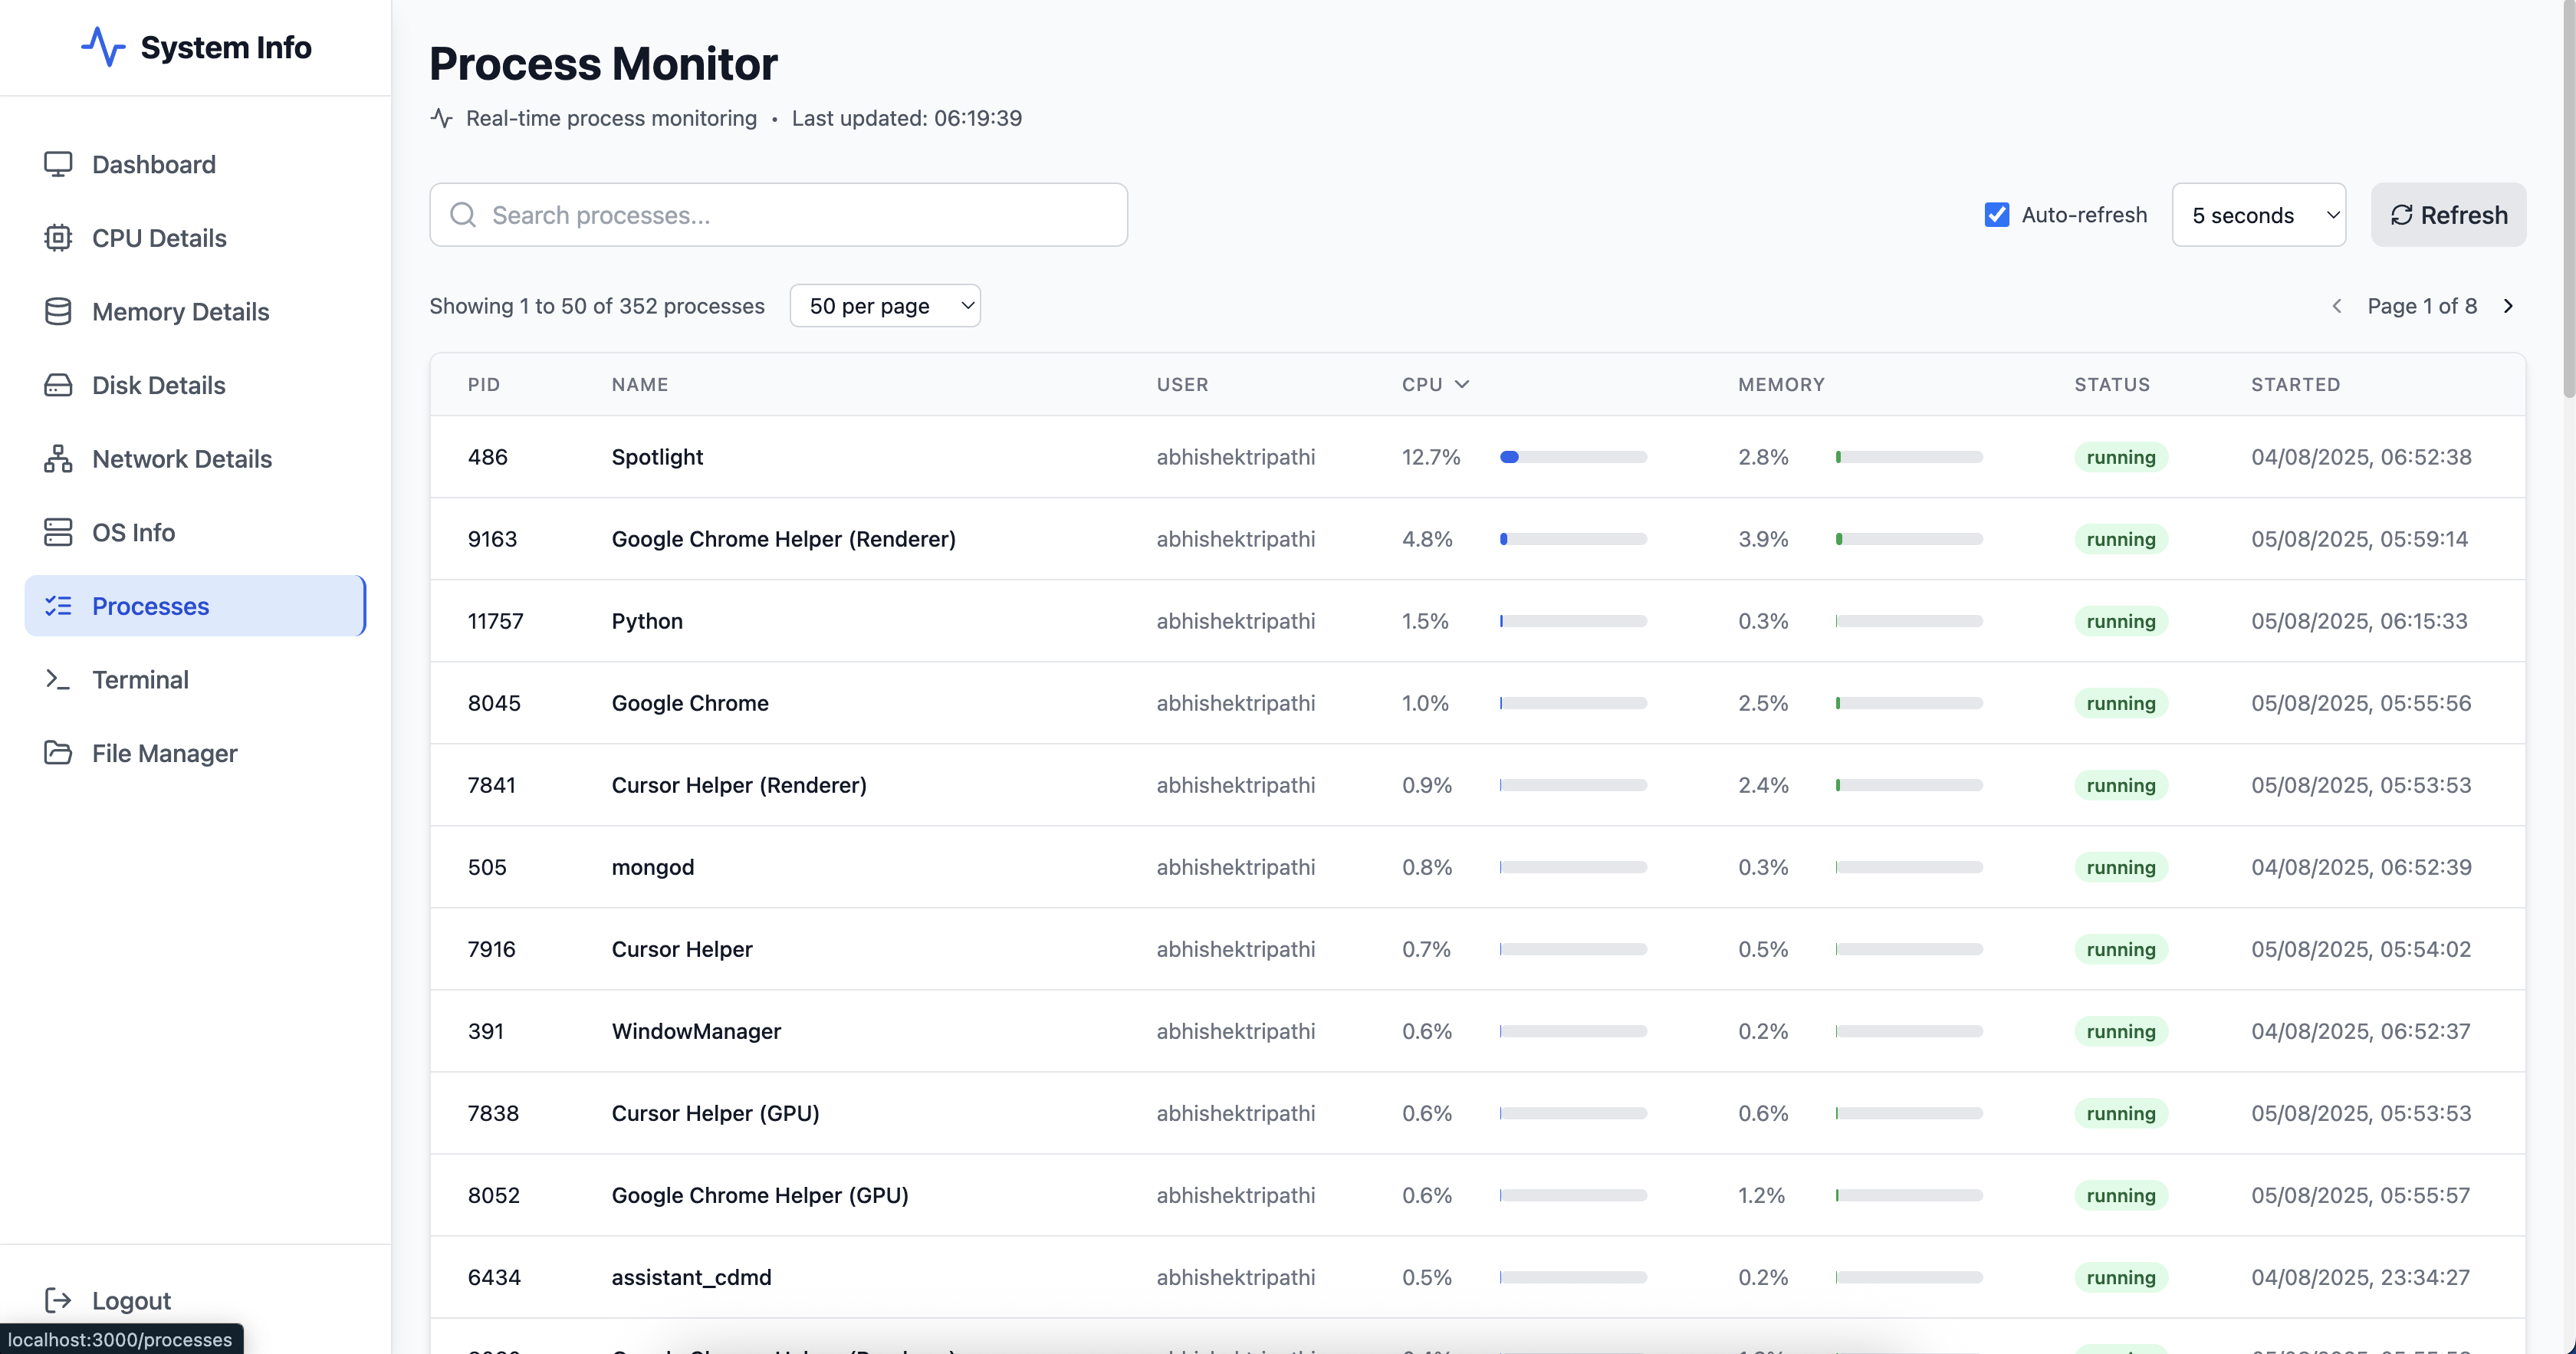 System Info
Dashboard
CPU Details
Memory Details
Disk Details
Network Details
OS Info
Processes
Terminal
File Manager
Logout
localhost:3000/processes
Process Monitor
Real-time process monitoring • Last updated: 06:19:39
Search processes...
Auto-refresh 5 seconds Refresh
Showing 1 to 50 of 352 processes 50 per page Page 1 of 8
PID NAME USER CPU MEMORY STATUS STARTED
486 Spotlight abhishektripathi 12.7% 2.8% running 04/08/2025, 06:52:38
9163 Google Chrome Helper (Renderer) abhishektripathi 4.8% 3.9% running 05/08/2025, 05:59:14
11757 Python abhishektripathi 1.5% 0.3% running 05/08/2025, 06:15:33
8045 Google Chrome abhishektripathi 1.0% 2.5% running 05/08/2025, 05:55:56
7841 Cursor Helper (Renderer) abhishektripathi 0.9% 2.4% running 05/08/2025, 05:53:53
505 mongod abhishektripathi 0.8% 0.3% running 04/08/2025, 06:52:39
7916 Cursor Helper abhishektripathi 0.7% 0.5% running 05/08/2025, 05:54:02
391 WindowManager abhishektripathi 0.6% 0.2% running 04/08/2025, 06:52:37
7838 Cursor Helper (GPU) abhishektripathi 0.6% 0.6% running 05/08/2025, 05:53:53
8052 Google Chrome Helper (GPU) abhishektripathi 0.6% 1.2% running 05/08/2025, 05:55:57
6434 assistant_cdmd abhishektripathi 0.5% 0.2% running 04/08/2025, 23:34:27